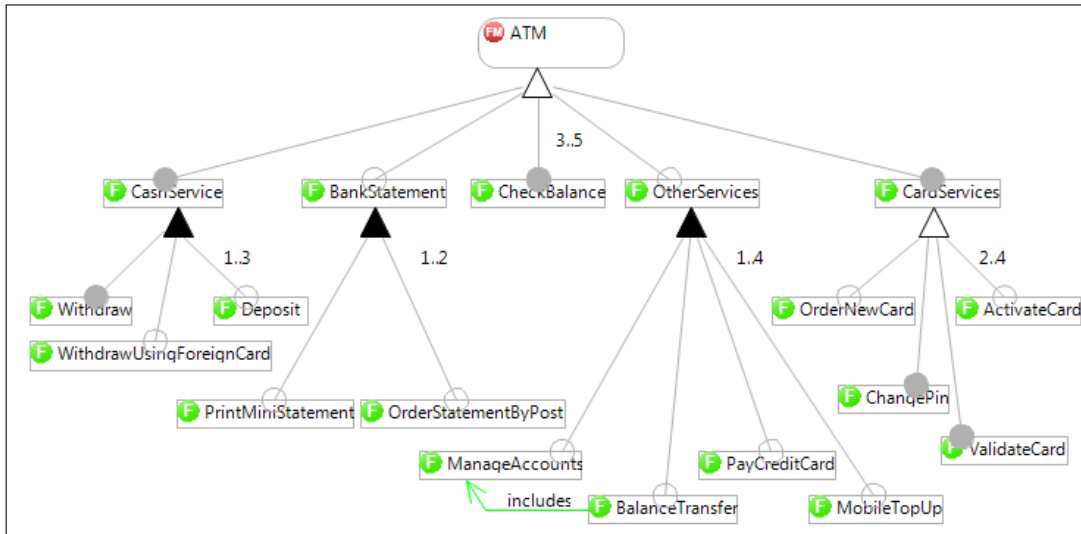 FM ATM
3..5
F CashService
F BankStatement
F CheckBalance
F OtherServices
F CardServices
1..3
1..2
1..4
2..4
F Withdraw
F Deposit
F OrderNewCard
F ActivateCard
F WithdrawUsingForeignCard
F PrintMiniStatement
F OrderStatementByPost
F ChangePin
F ManageAccounts
F PayCreditCard
F ValidateCard
includes
F BalanceTransfer
F MobileTopUp